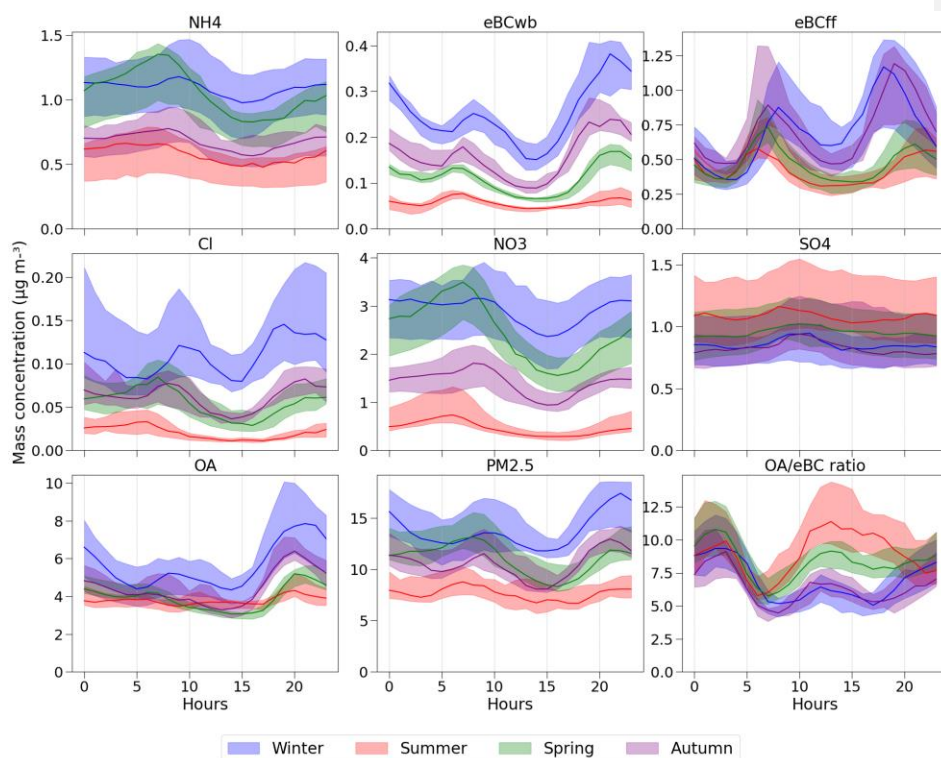 NH4
eBCwb
eBCff
1.5
1.0
0.5
0.0
0.4
0.3
0.2
0.1
0.0
1.25
1.00
0.75
0.50
0.25
0.00
Cl
NO3
SO4
0.20
0.15
0.10
0.05
0.00
4
3
2
1
0
1.5
1.0
0.5
0.0
Mass concentration (µg m⁻³)
OA
PM2.5
OA/eBC ratio
10
8
6
4
2
0
15
10
5
0
12.5
10.0
7.5
5.0
2.5
0.0
0 5 10 15 20
0 5 10 15 20
0 5 10 15 20
Hours
Hours
Hours
Winter
Summer
Spring
Autumn